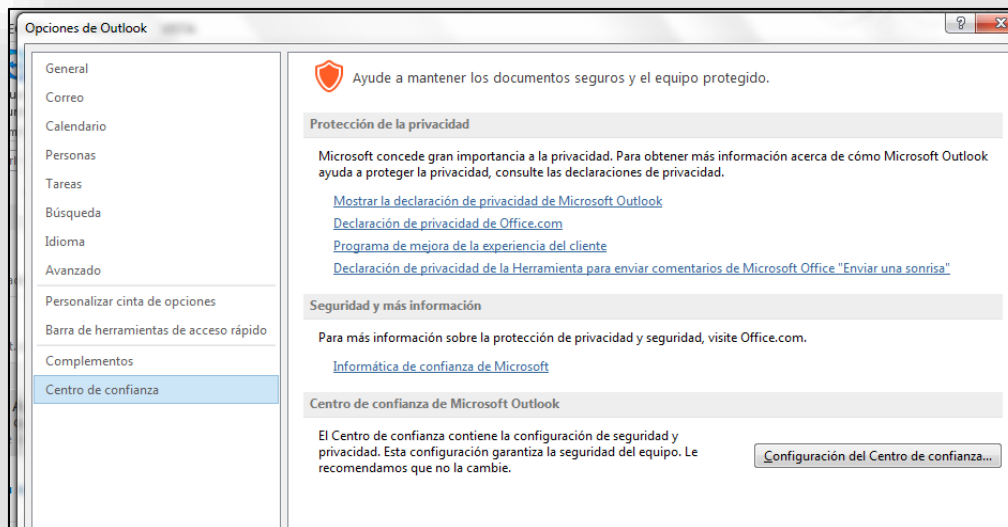 Opciones de Outlook
General
Correo
Calendario
Personas
Tareas
Búsqueda
Idioma
Avanzado
Personalizar cinta de opciones
Barra de herramientas de acceso rápido
Complementos
Centro de confianza
Ayude a mantener los documentos seguros y el equipo protegido.
Protección de la privacidad
Microsoft concede gran importancia a la privacidad. Para obtener más información acerca de cómo Microsoft Outlook
ayuda a proteger la privacidad, consulte las declaraciones de privacidad.
Mostrar la declaración de privacidad de Microsoft Outlook
Declaración de privacidad de Office.com
Programa de mejora de la experiencia del cliente
Declaración de privacidad de la Herramienta para enviar comentarios de Microsoft Office "Enviar una sonrisa"
Seguridad y más información
Para más información sobre la protección de privacidad y seguridad, visite Office.com.
Informática de confianza de Microsoft
Centro de confianza de Microsoft Outlook
El Centro de confianza contiene la configuración de seguridad y
privacidad. Esta configuración garantiza la seguridad del equipo. Le
recomendamos que no la cambie.
Configuración del Centro de confianza...